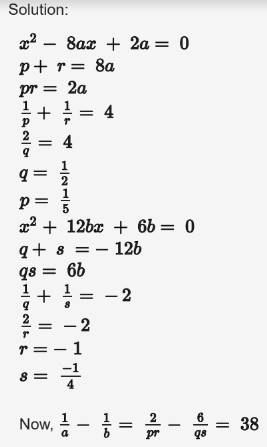 Solution:
x² − 8ax + 2a = 0
p + r = 8a
pr = 2a
1/p + 1/r = 4
2/q = 4
q = 1/2
p = 1/5
x² + 12bx + 6b = 0
q + s = − 12b
qs = 6b
1/q + 1/s = − 2
2/r = − 2
r = − 1
s = −1/4
Now, 1/a − 1/b = 2/pr − 6/qs = 38